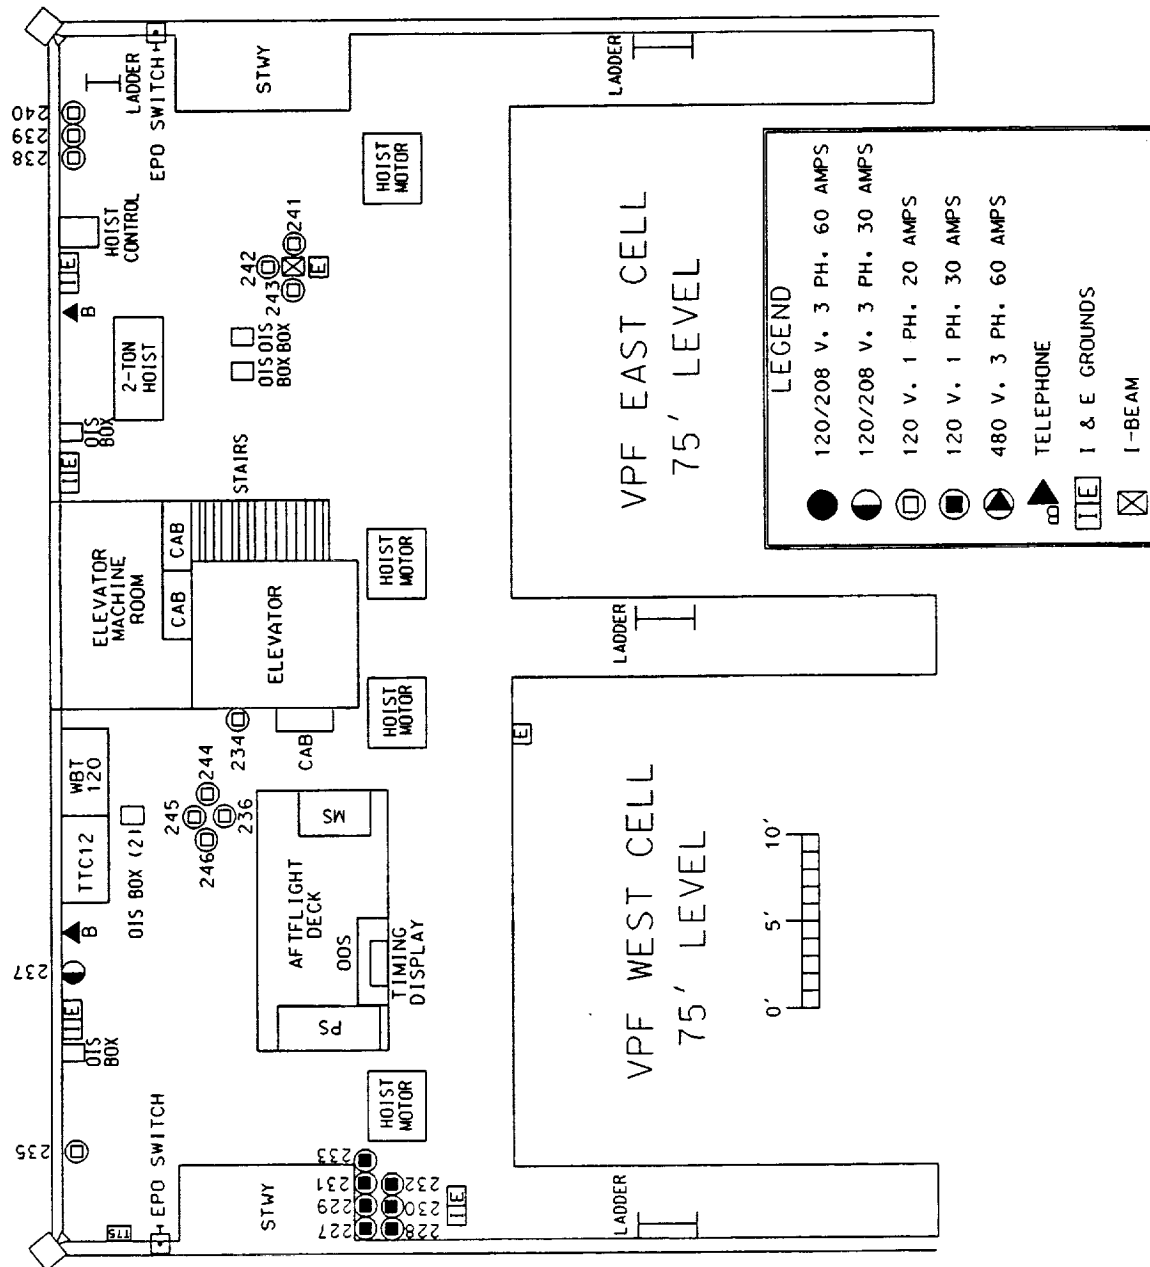 240
239
238
LADDER
EPO SWITCH
STWY
LADDER
HOIST
CONTROL
I E
B
2-TON
HOIST
OIS
BOX
I E
242
241
243
E
OIS OIS
BOX BOX
HOIST
MOTOR
STAIRS
ELEVATOR
MACHINE
ROOM
CAB
CAB
ELEVATOR
HOIST
MOTOR
HOIST
MOTOR
LADDER
VPF EAST CELL
75' LEVEL
WBT
120
TTC12
OIS BOX (2)
234
CAB
244
245
246
236
B
237
I E
OIS
BOX
235
EPO SWITCH
TTS
AFTFLIGHT
DECK
MS
OOS
PS
TIMING
DISPLAY
HOIST
MOTOR
STWY
233
231
229
227
232
230
228
I E
E
LADDER
VPF WEST CELL
75' LEVEL
0' 5' 10'
LEGEND
120/208 V. 3 PH. 60 AMPS
120/208 V. 3 PH. 30 AMPS
120 V. 1 PH. 20 AMPS
120 V. 1 PH. 30 AMPS
480 V. 3 PH. 60 AMPS
B TELEPHONE
I E I & E GROUNDS
I-BEAM